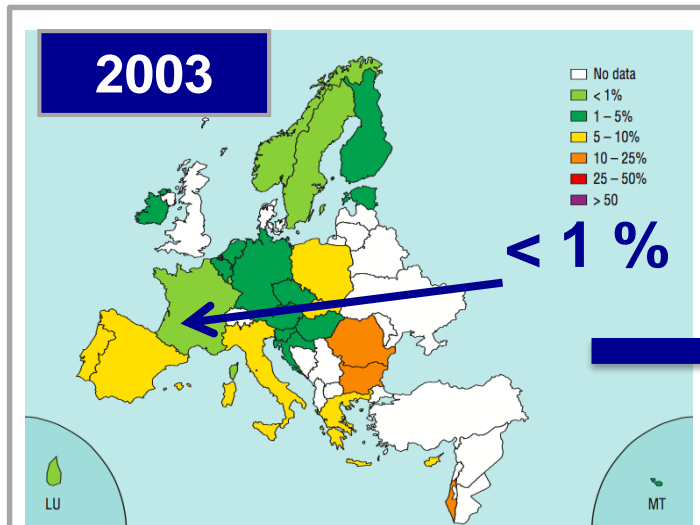 2003
No data
< 1%
1 – 5%
5 – 10%
10 – 25%
25 – 50%
> 50
< 1 %
LU
MT